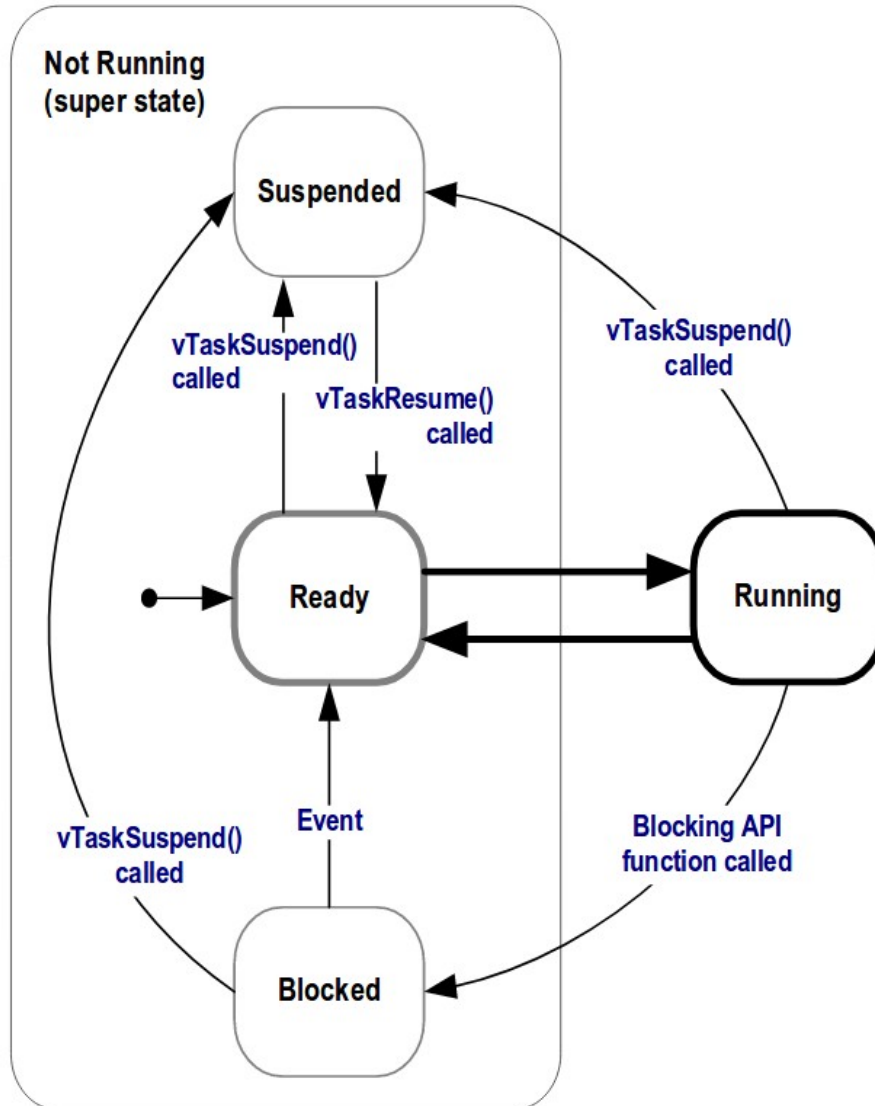 Not Running
(super state)
Suspended
vTaskSuspend()
called
vTaskResume()
called
vTaskSuspend()
called
Ready
Running
vTaskSuspend()
called
Event
Blocking API
function called
Blocked